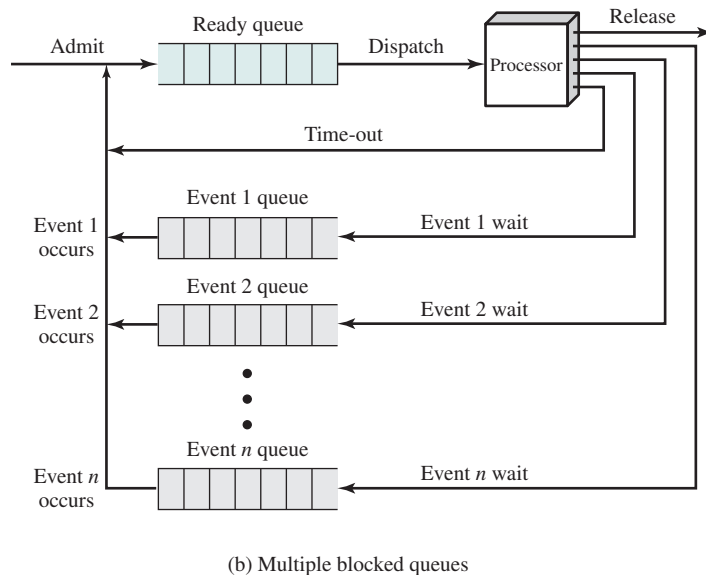 Ready queue
Release
Admit
Dispatch
Processor
Time-out
Event 1 queue
Event 1
occurs
Event 1 wait
Event 2 queue
Event 2
occurs
Event 2 wait
Event n queue
Event n
occurs
Event n wait
(b) Multiple blocked queues